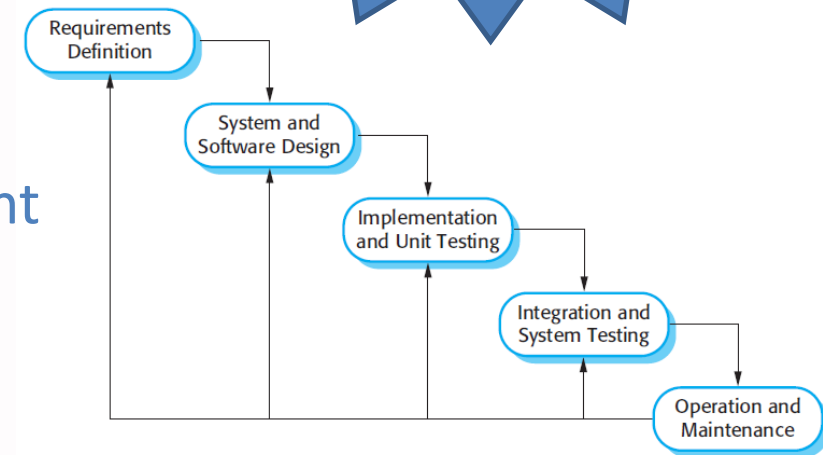 Requirements
Definition
System and
Software Design
nt
Implementation
and Unit Testing
Integration and
System Testing
Operation and
Maintenance